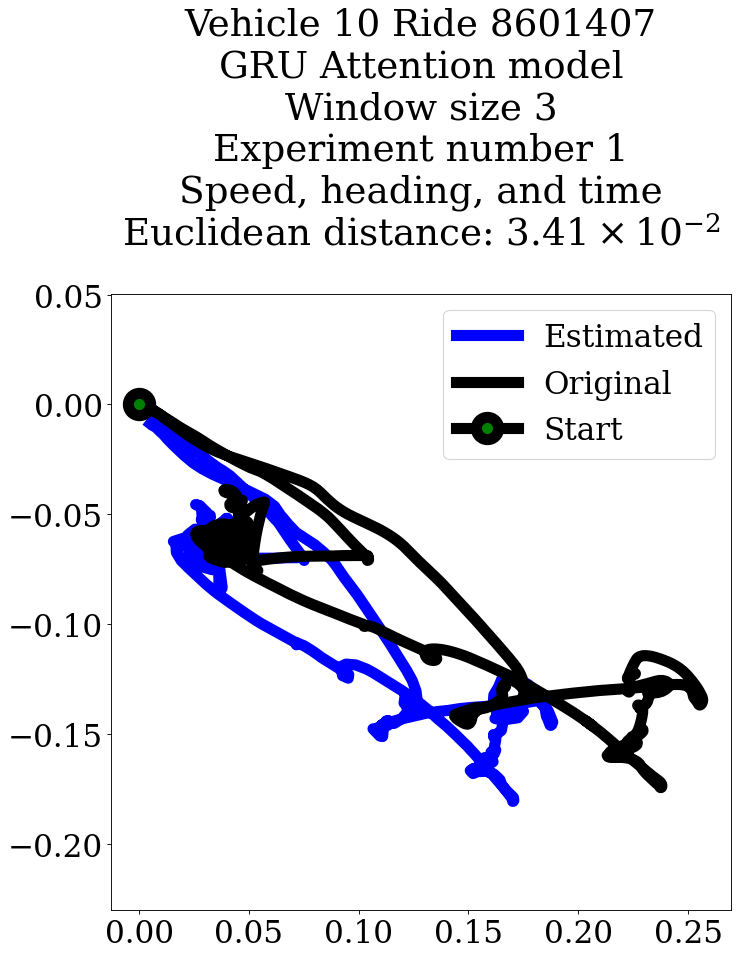 Vehicle 10 Ride 8601407
GRU Attention model
Window size 3
Experiment number 1
Speed, heading, and time
Euclidean distance: 3.41 × 10⁻²
Estimated
Original
Start
0.05
0.00
−0.05
−0.10
−0.15
−0.20
0.00 0.05 0.10 0.15 0.20 0.25